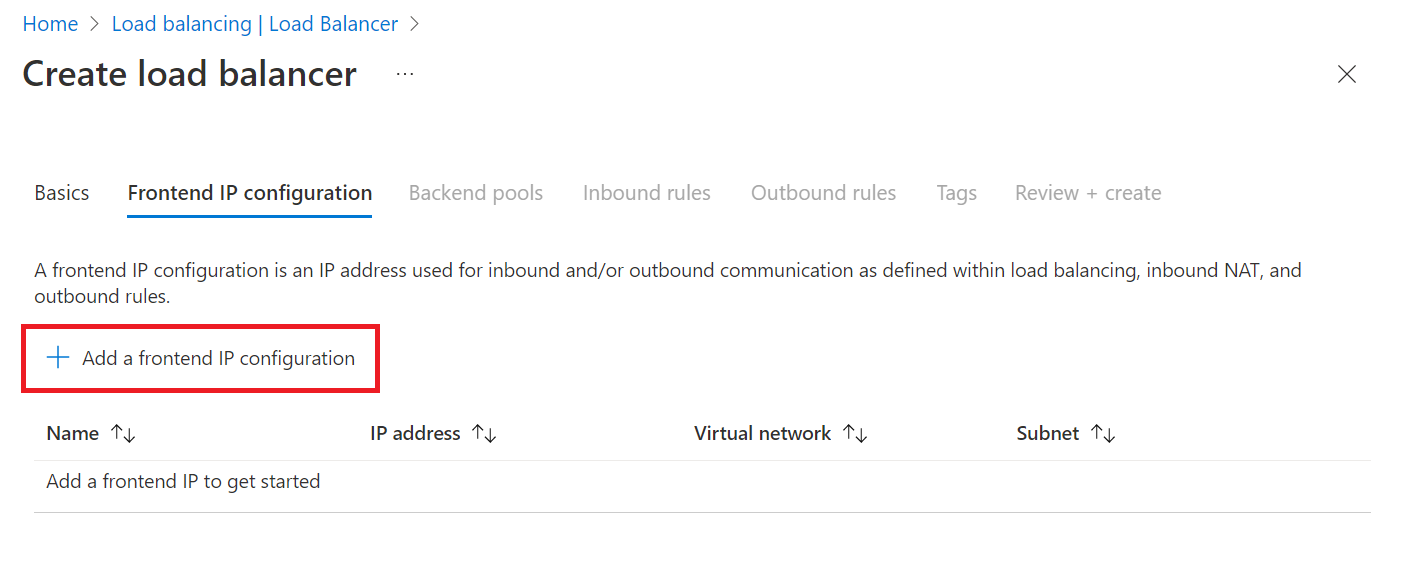 Home > Load balancing | Load Balancer >
Create load balancer ...
Basics Frontend IP configuration Backend pools Inbound rules Outbound rules Tags Review + create
A frontend IP configuration is an IP address used for inbound and/or outbound communication as defined within load balancing, inbound NAT, and
outbound rules.
+ Add a frontend IP configuration
Name ↑↓ IP address ↑↓ Virtual network ↑↓ Subnet ↑↓
Add a frontend IP to get started